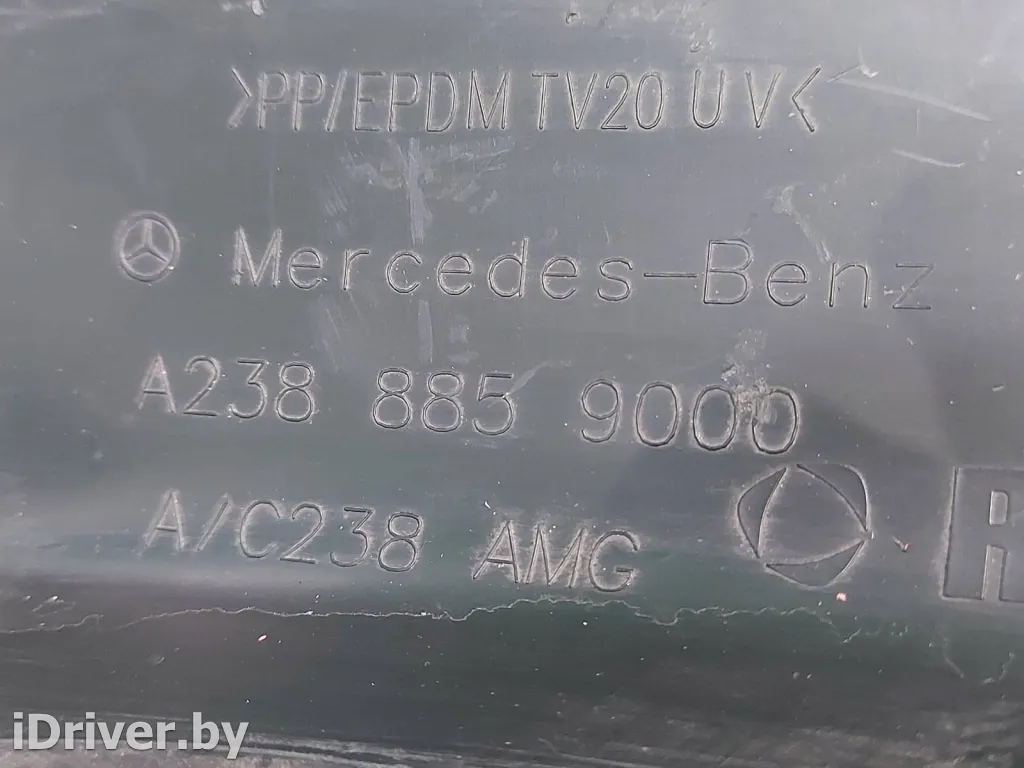 >PP/EPDM TV20 UV<
Mercedes-Benz
A238 885 9000
A/C238 AMG
iDriver.by